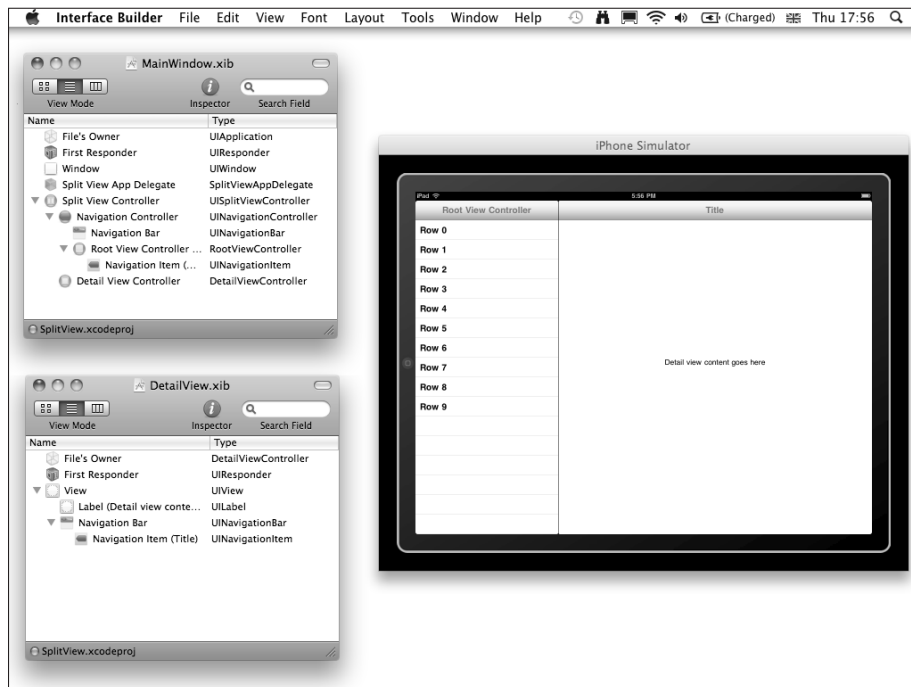 Interface Builder File Edit View Font Layout Tools Window Help (Charged) Thu 17:56
MainWindow.xib
View Mode Inspector Search Field
Name Type
File's Owner UIApplication
First Responder UIResponder
Window UIWindow
Split View App Delegate SplitViewAppDelegate
Split View Controller UISplitViewController
Navigation Controller UINavigationController
Navigation Bar UINavigationBar
Root View Controller ... RootViewController
Navigation Item (... UINavigationItem
Detail View Controller DetailViewController
SplitView.xcodeproj
DetailView.xib
View Mode Inspector Search Field
Name Type
File's Owner DetailViewController
First Responder UIResponder
View UIView
Label (Detail view conte... UILabel
Navigation Bar UINavigationBar
Navigation Item (Title) UINavigationItem
SplitView.xcodeproj
iPhone Simulator
iPad 5:56 PM
Root View Controller Title
Row 0
Row 1
Row 2
Row 3
Row 4
Row 5
Row 6
Row 7
Row 8
Row 9
Detail view content goes here